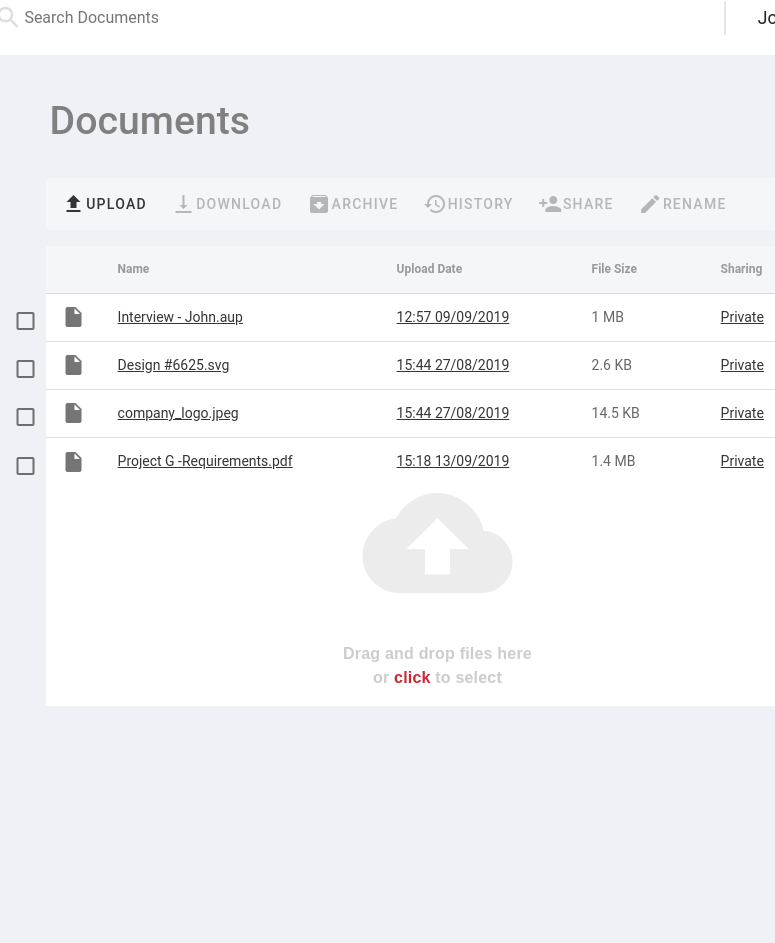 Search Documents Jo
Documents
UPLOAD DOWNLOAD ARCHIVE HISTORY SHARE RENAME
Name Upload Date File Size Sharing
Interview - John.aup 12:57 09/09/2019 1 MB Private
Design #6625.svg 15:44 27/08/2019 2.6 KB Private
company_logo.jpeg 15:44 27/08/2019 14.5 KB Private
Project G -Requirements.pdf 15:18 13/09/2019 1.4 MB Private
Drag and drop files here
or click to select